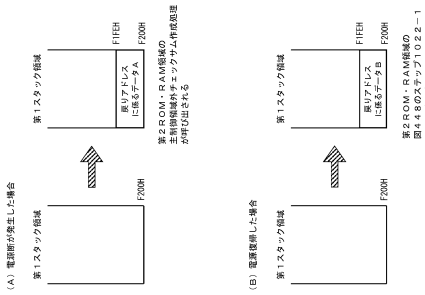 (A) 電源断が発生した場合
第1スタック領域
F200H
第1スタック領域
戻りアドレス
に係るデータA
F1FEH
F200H
第2ROM・RAM領域の
主制御領域外チェックサム作成処理
が呼び出される
(B) 電源復帰した場合
第1スタック領域
F200H
第1スタック領域
戻りアドレス
に係るデータB
F1FEH
F200H
第2ROM・RAM領域の
図448のステップ1022-1